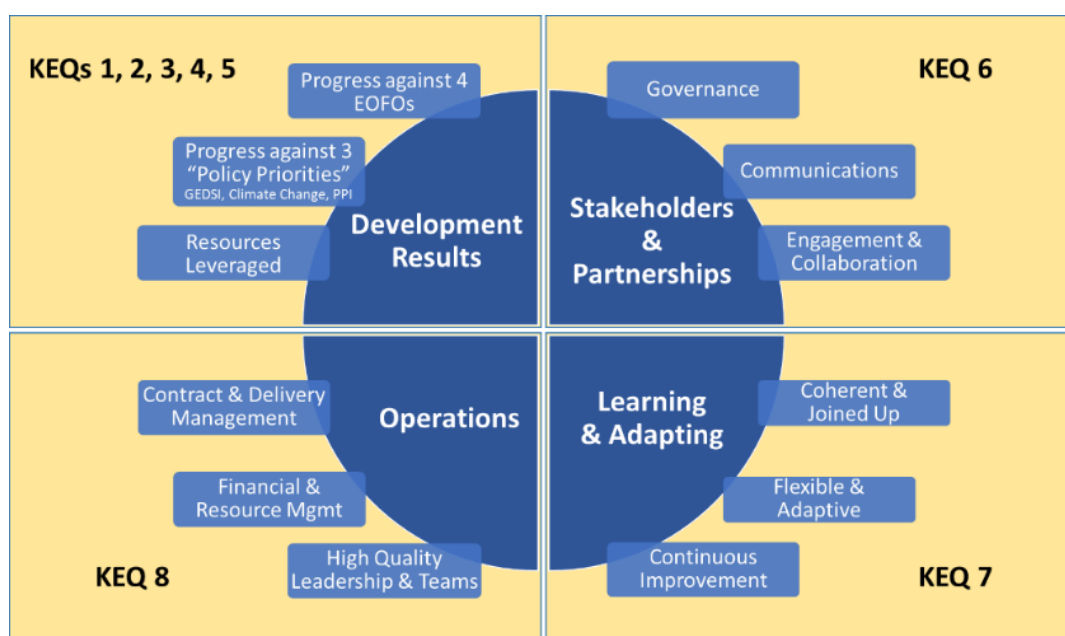 KEQs 1, 2, 3, 4, 5
Progress against 4
EOFOs
Progress against 3
“Policy Priorities”
GEDSI, Climate Change, PPI
Resources
Leveraged
Development
Results
KEQ 6
Governance
Communications
Engagement &
Collaboration
Stakeholders
&
Partnerships
Contract & Delivery
Management
Financial &
Resource Mgmt
High Quality
Leadership & Teams
Operations
KEQ 8
Learning
& Adapting
Coherent &
Joined Up
Flexible &
Adaptive
Continuous
Improvement
KEQ 7